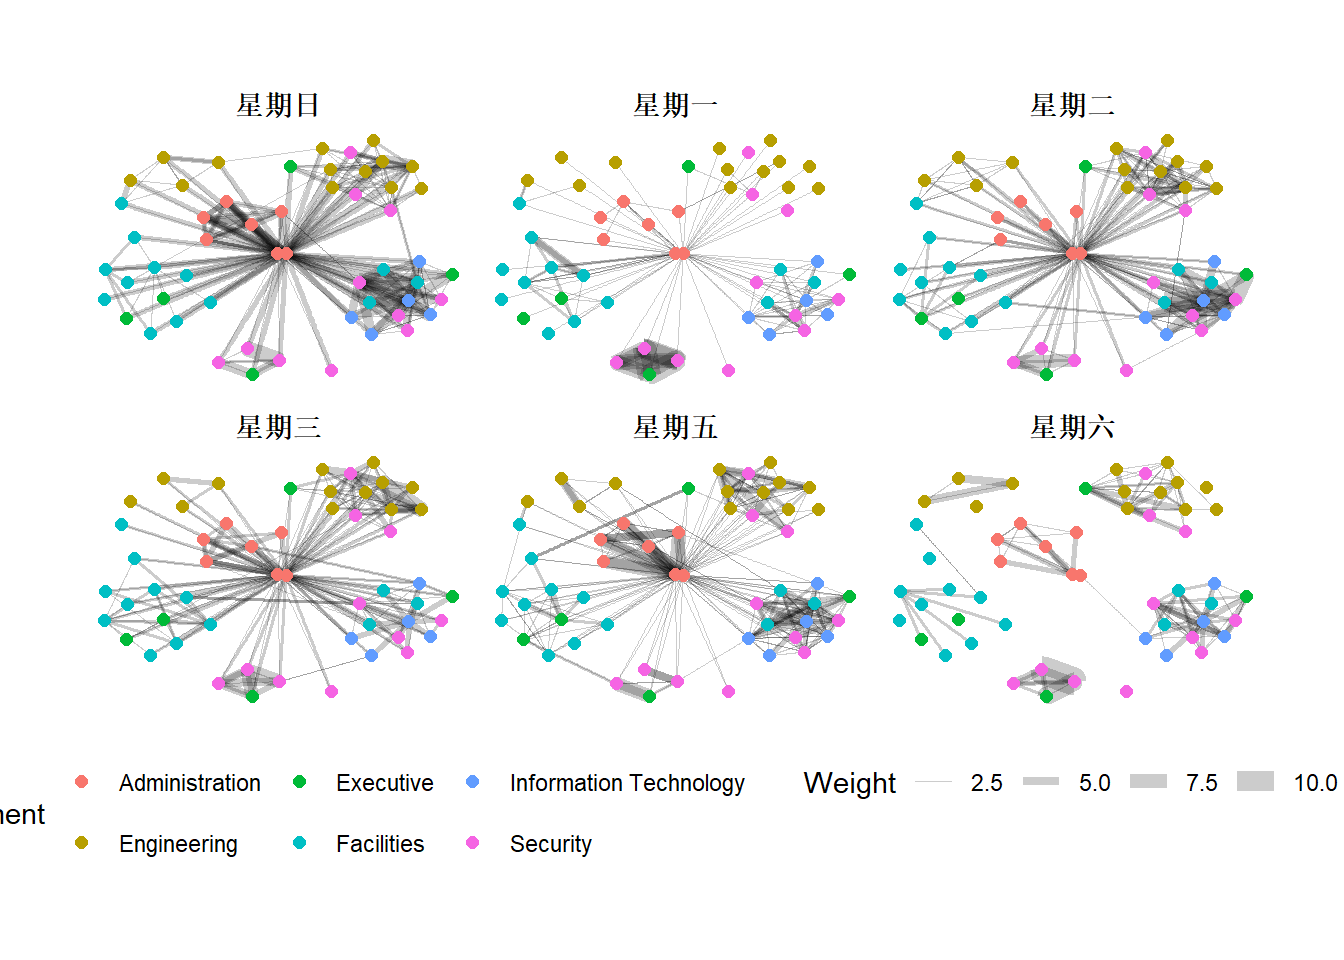 星期日 星期一 星期二
星期三 星期五 星期六
Administration Executive Information Technology Weight 2.5 5.0 7.5 10.0
nent
Engineering Facilities Security